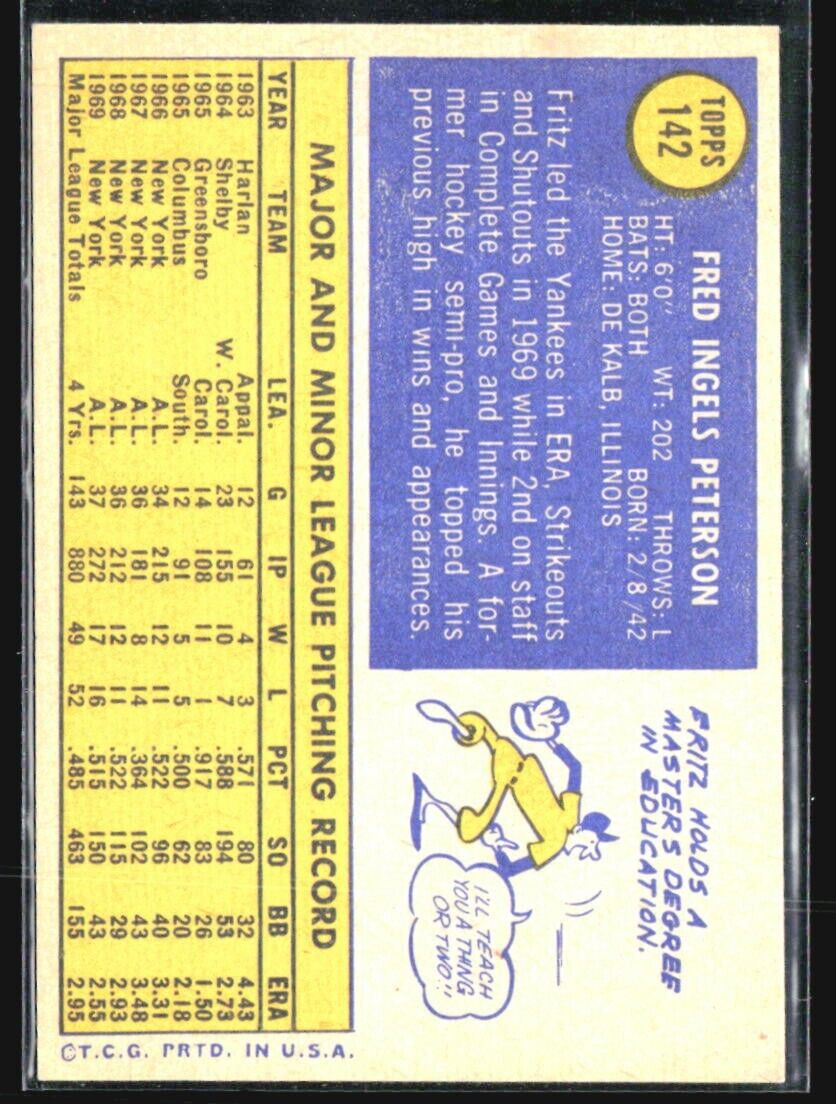 TOPPS
142
FRED INGELS PETERSON
HT: 6'0" WT: 202 THROWS: L
BATS: BOTH BORN: 2/8/42
HOME: DE KALB, ILLINOIS
Fritz led the Yankees in ERA, Strikeouts
and Shutouts in 1969 while 2nd on staff
in Complete Games and Innings. A for-
mer hockey semi-pro, he topped his
previous high in wins and appearances.
FRITZ HOLDS A
MASTER'S DEGREE
IN EDUCATION.
I'LL TEACH
YOU A THING
OR TWO!!
MAJOR AND MINOR LEAGUE PITCHING RECORD
YEAR TEAM LEA. G IP W L PCT SO BB ERA
1963 Harlan Appal. 12 61 4 3 .571 80 32 4.43
1964 Shelby W. Carol. 23 155 10 7 .588 194 53 2.73
1965 Greensboro Carol. 14 108 11 1 .917 83 26 1.50
1965 Columbus South. 12 91 5 5 .500 62 20 2.18
1966 New York A.L. 34 215 12 11 .522 96 40 3.31
1967 New York A.L. 36 181 8 14 .364 102 43 3.48
1968 New York A.L. 36 212 12 11 .522 115 29 2.93
1969 New York A.L. 37 272 17 16 .515 150 43 2.55
Major League Totals 4 Yrs. 143 880 49 52 .485 463 155 2.95
©T.C.G. PRTD. IN U.S.A.